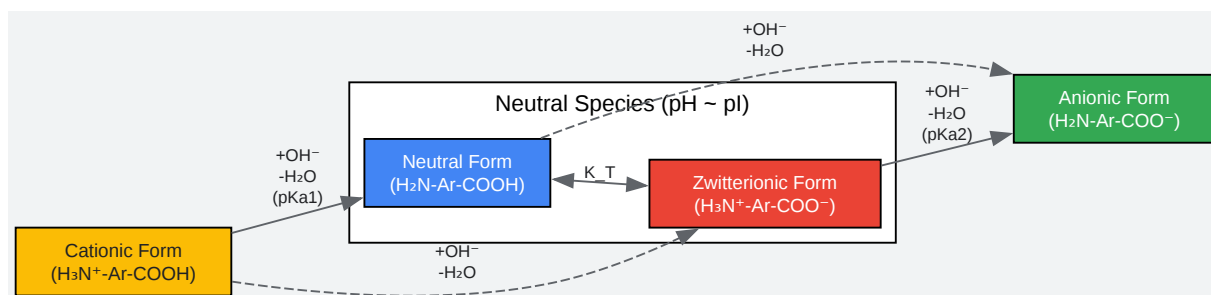 +OH⁻
-H₂O
Neutral Species (pH ~ pI)
Anionic Form
(H₂N-Ar-COO⁻)
+OH⁻
-H₂O
(pKa2)
+OH⁻
-H₂O
(pKa1)
Neutral Form
(H₂N-Ar-COOH)
K_T
Zwitterionic Form
(H₃N⁺-Ar-COO⁻)
Cationic Form
(H₃N⁺-Ar-COOH)
+OH⁻
-H₂O